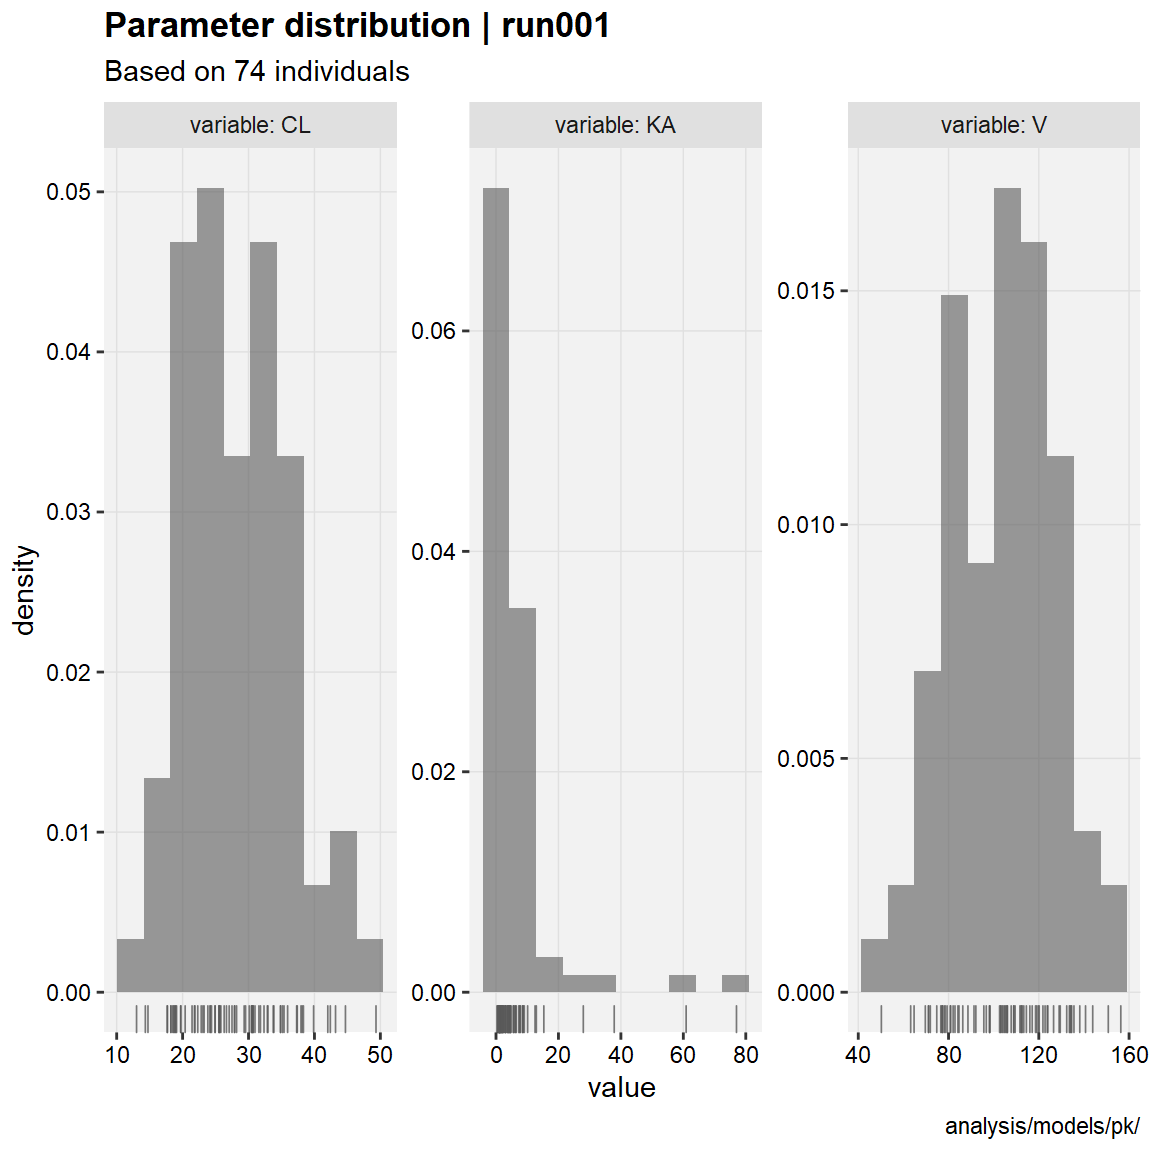 Parameter distribution | run001
Based on 74 individuals
variable: CL
variable: KA
variable: V
density
0.05
0.04
0.03
0.02
0.01
0.00
0.06
0.04
0.02
0.00
0.015
0.010
0.005
0.000
10 20 30 40 50
0 20 40 60 80
40 80 120 160
value
analysis/models/pk/